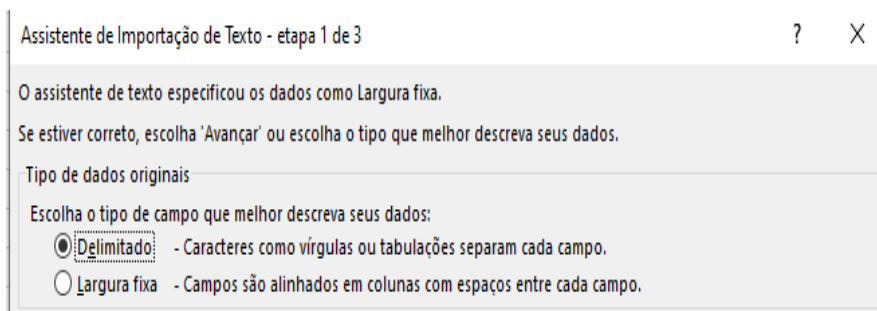 Assistente de Importação de Texto - etapa 1 de 3 ? X
O assistente de texto especificou os dados como Largura fixa.
Se estiver correto, escolha 'Avançar' ou escolha o tipo que melhor descreva seus dados.
Tipo de dados originais
Escolha o tipo de campo que melhor descreva seus dados:
Delimitado - Caracteres como vírgulas ou tabulações separam cada campo.
Largura fixa - Campos são alinhados em colunas com espaços entre cada campo.